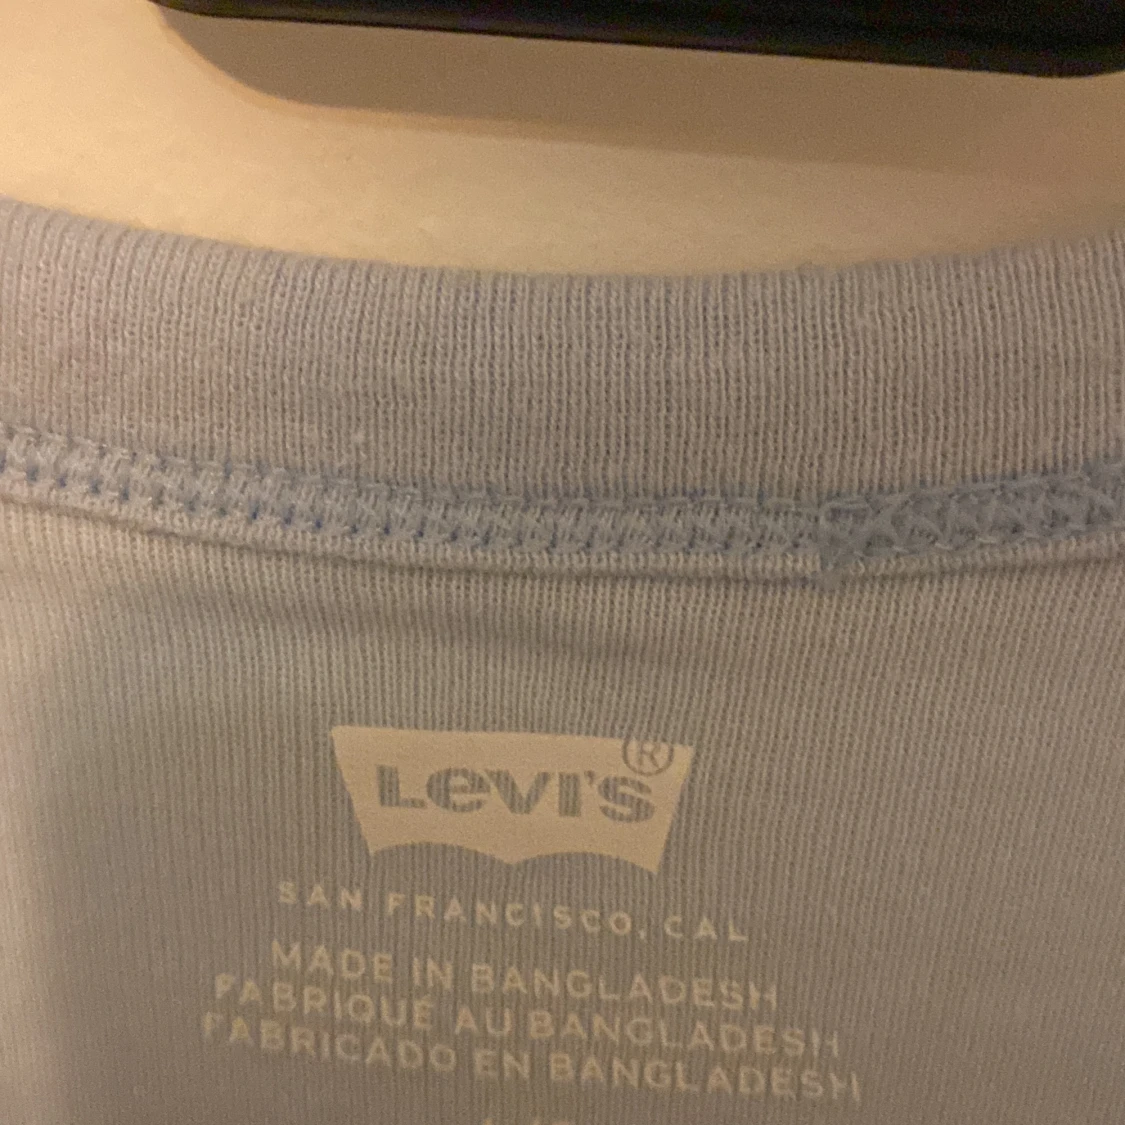 LEVI'S®
SAN FRANCISCO, CAL
MADE IN BANGLADESH
FABRIQUÉ AU BANGLADESH
FABRICADO EN BANGLADESH